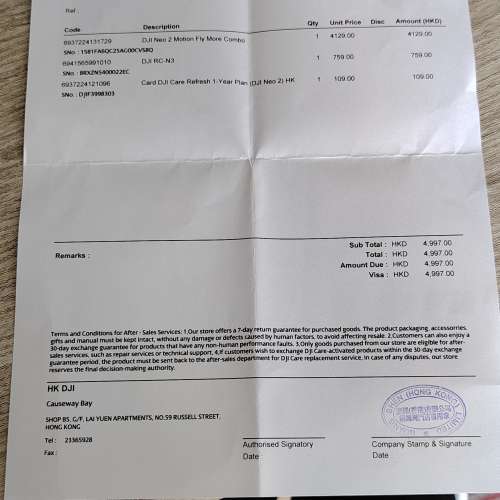 Ref :
Code Description Qty Unit Price Disc Amount (HKD)
6937224131729 DJI Neo 2 Motion Fly More Combo 1 4129.00 4129.00
SNo. : 1581FA6QC25AG00CV5BQ
6941565991010 DJI RC-N3 1 759.00 759.00
SNo. : 8RXZN5400022EC
6937224121096 Card DJI Care Refresh 1-Year Plan (DJI Neo 2) HK 1 109.00 109.00
SNo. : DJIF3998303
Remarks :
Sub Total : HKD 4,997.00
Total : HKD 4,997.00
Amount Due : HKD 4,997.00
Visa : HKD 4,997.00
Terms and Conditions for After - Sales Services: 1.Our store offers a 7-day return guarantee for purchased goods. The product packaging, accessories,
gifts and manual must be kept intact, without any damage or defects caused by human factors, to avoid affecting resale. 2.Customers can also enjoy a
30-day exchange guarantee for products that have any non-human performance faults. 3.Only goods purchased from our store are eligible for after-
sales services, such as repair services or technical support. 4.If customers wish to exchange DJI Care-activated products within the 30-day exchange
guarantee period, the product must be sent back to the after-sales department for DJI Care replacement service. In case of any disputes, our store
reserves the final decision-making authority.
HK DJI
Causeway Bay
SHOP B5, G/F, LAI YUEN APARTMENTS, NO.59 RUSSELL STREET,
HONG KONG
Tel : 23365928
Fax :
Authorised Signatory
Date :
Company Stamp & Signature
Date :
(HONG KONG)
LIMITED